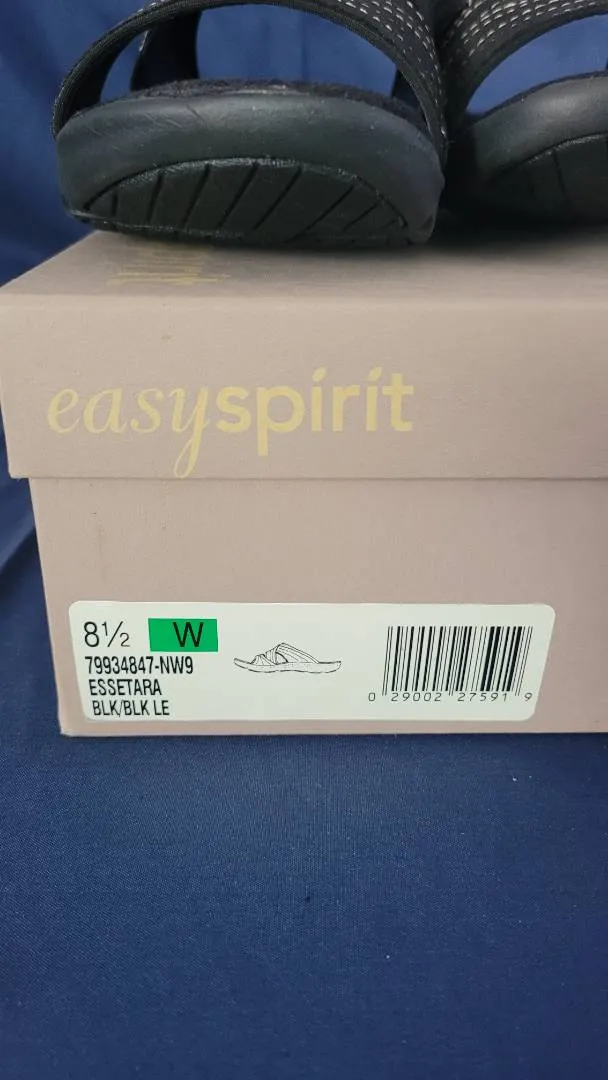 easyspirit
8½ W
79934847-NW9
ESSETARA
BLK/BLK LE
0 29002 27591 9